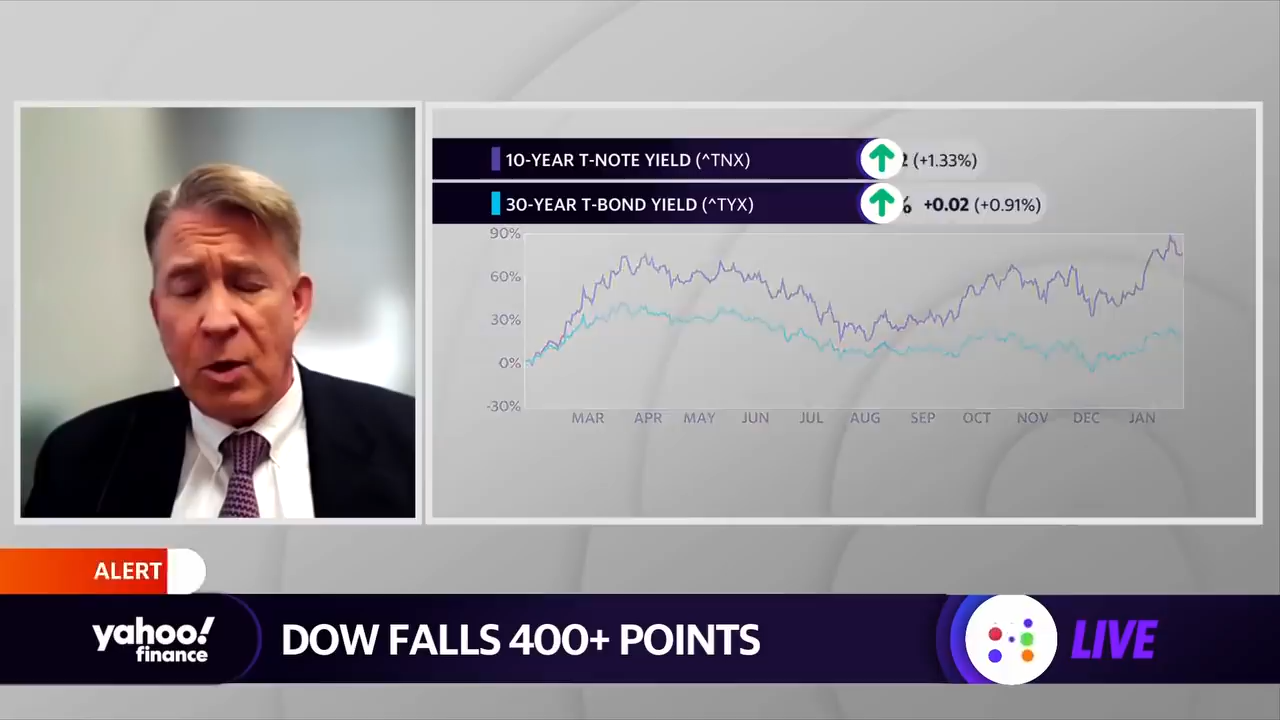 10-YEAR T-NOTE YIELD (^TNX)
2 (+1.33%)
30-YEAR T-BOND YIELD (^TYX)
% +0.02 (+0.91%)
90%
60%
30%
0%
-30%
MAR APR MAY JUN JUL AUG SEP OCT NOV DEC JAN
ALERT
yahoo!
finance
DOW FALLS 400+ POINTS
LIVE